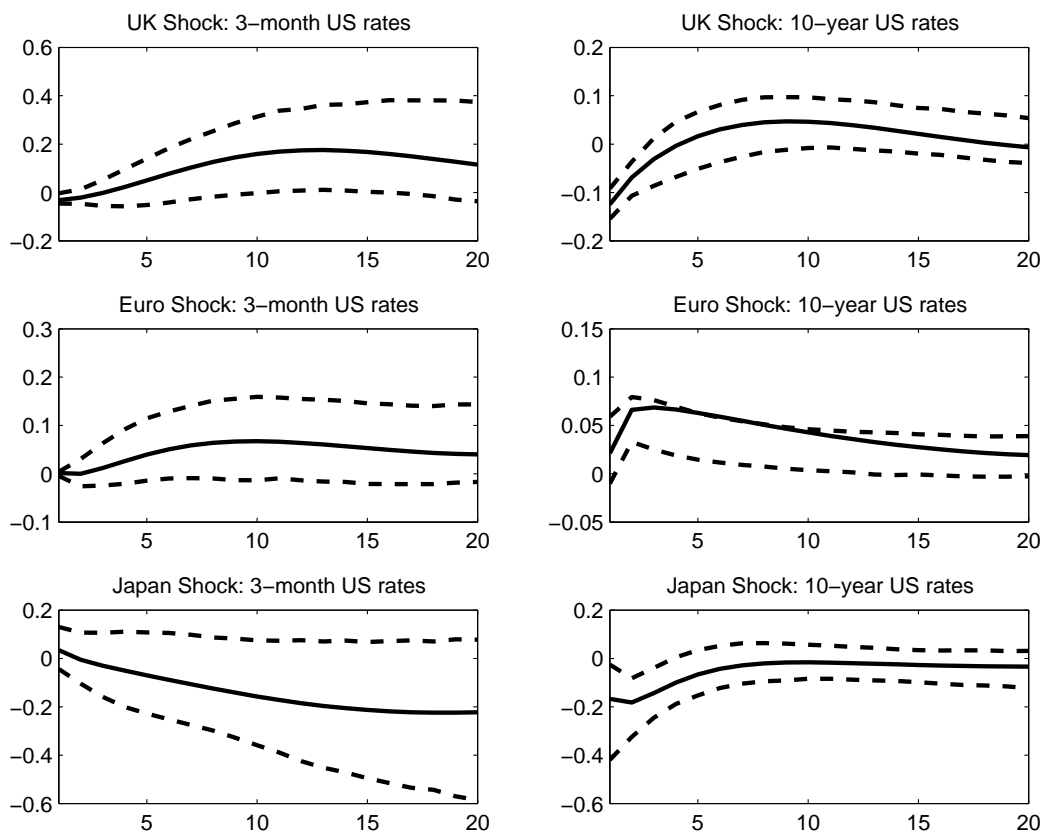 UK Shock: 3−month US rates
0.6
0.4
0.2
0
−0.2
5 10 15 20
UK Shock: 10−year US rates
0.2
0.1
0
−0.1
−0.2
5 10 15 20
Euro Shock: 3−month US rates
0.3
0.2
0.1
0
−0.1
5 10 15 20
Euro Shock: 10−year US rates
0.15
0.1
0.05
0
−0.05
5 10 15 20
Japan Shock: 3−month US rates
0.2
0
−0.2
−0.4
−0.6
5 10 15 20
Japan Shock: 10−year US rates
0.2
0
−0.2
−0.4
−0.6
5 10 15 20